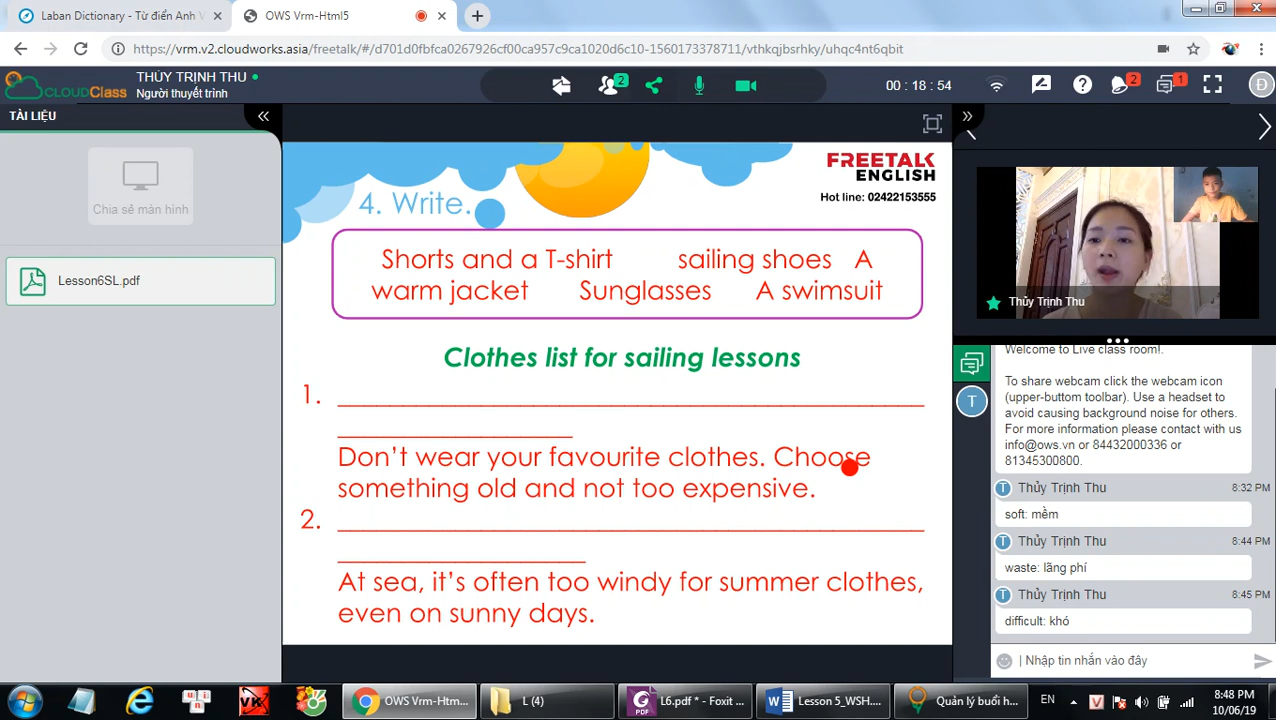 Laban Dictionary - Từ điển Anh V
OWS Vrm-Html5
https://vrm.v2.cloudworks.asia/freetalk/#/d701d0fbfca0267926cf00ca957c9ca1020d6c10-1560173378711/vthkqjbsrhky/uhqc4nt6qbit
CLOUDClass
THỦY TRỊNH THU
Người thuyết trình
2
00 : 18 : 54
2
1
Đ
TÀI LIỆU
Chia sẻ màn hình
Lesson6SL.pdf
FREETALK
ENGLISH
Hot line: 02422153555
4. Write.
Shorts and a T-shirt sailing shoes A
warm jacket Sunglasses A swimsuit
Clothes list for sailing lessons
1. ______________________________________________
__________________
Don't wear your favourite clothes. Choose
something old and not too expensive.
2. ______________________________________________
___________________
At sea, it's often too windy for summer clothes,
even on sunny days.
Thủy Trịnh Thu
Welcome to Live class room!.
To share webcam click the webcam icon
(upper-buttom toolbar). Use a headset to
avoid causing background noise for others.
For more information please contact with us
info@ows.vn or 84432000336 or
81345300800.
T
T Thủy Trịnh Thu 8:32 PM
soft: mềm
T Thủy Trịnh Thu 8:44 PM
waste: lãng phí
T Thủy Trịnh Thu 8:45 PM
difficult: khó
Nhập tin nhắn vào đây
OWS Vrm-Htm...
L (4)
L6.pdf * - Foxit ...
Lesson 5_WSH....
Quản lý buổi h...
EN
8:48 PM
10/06/19